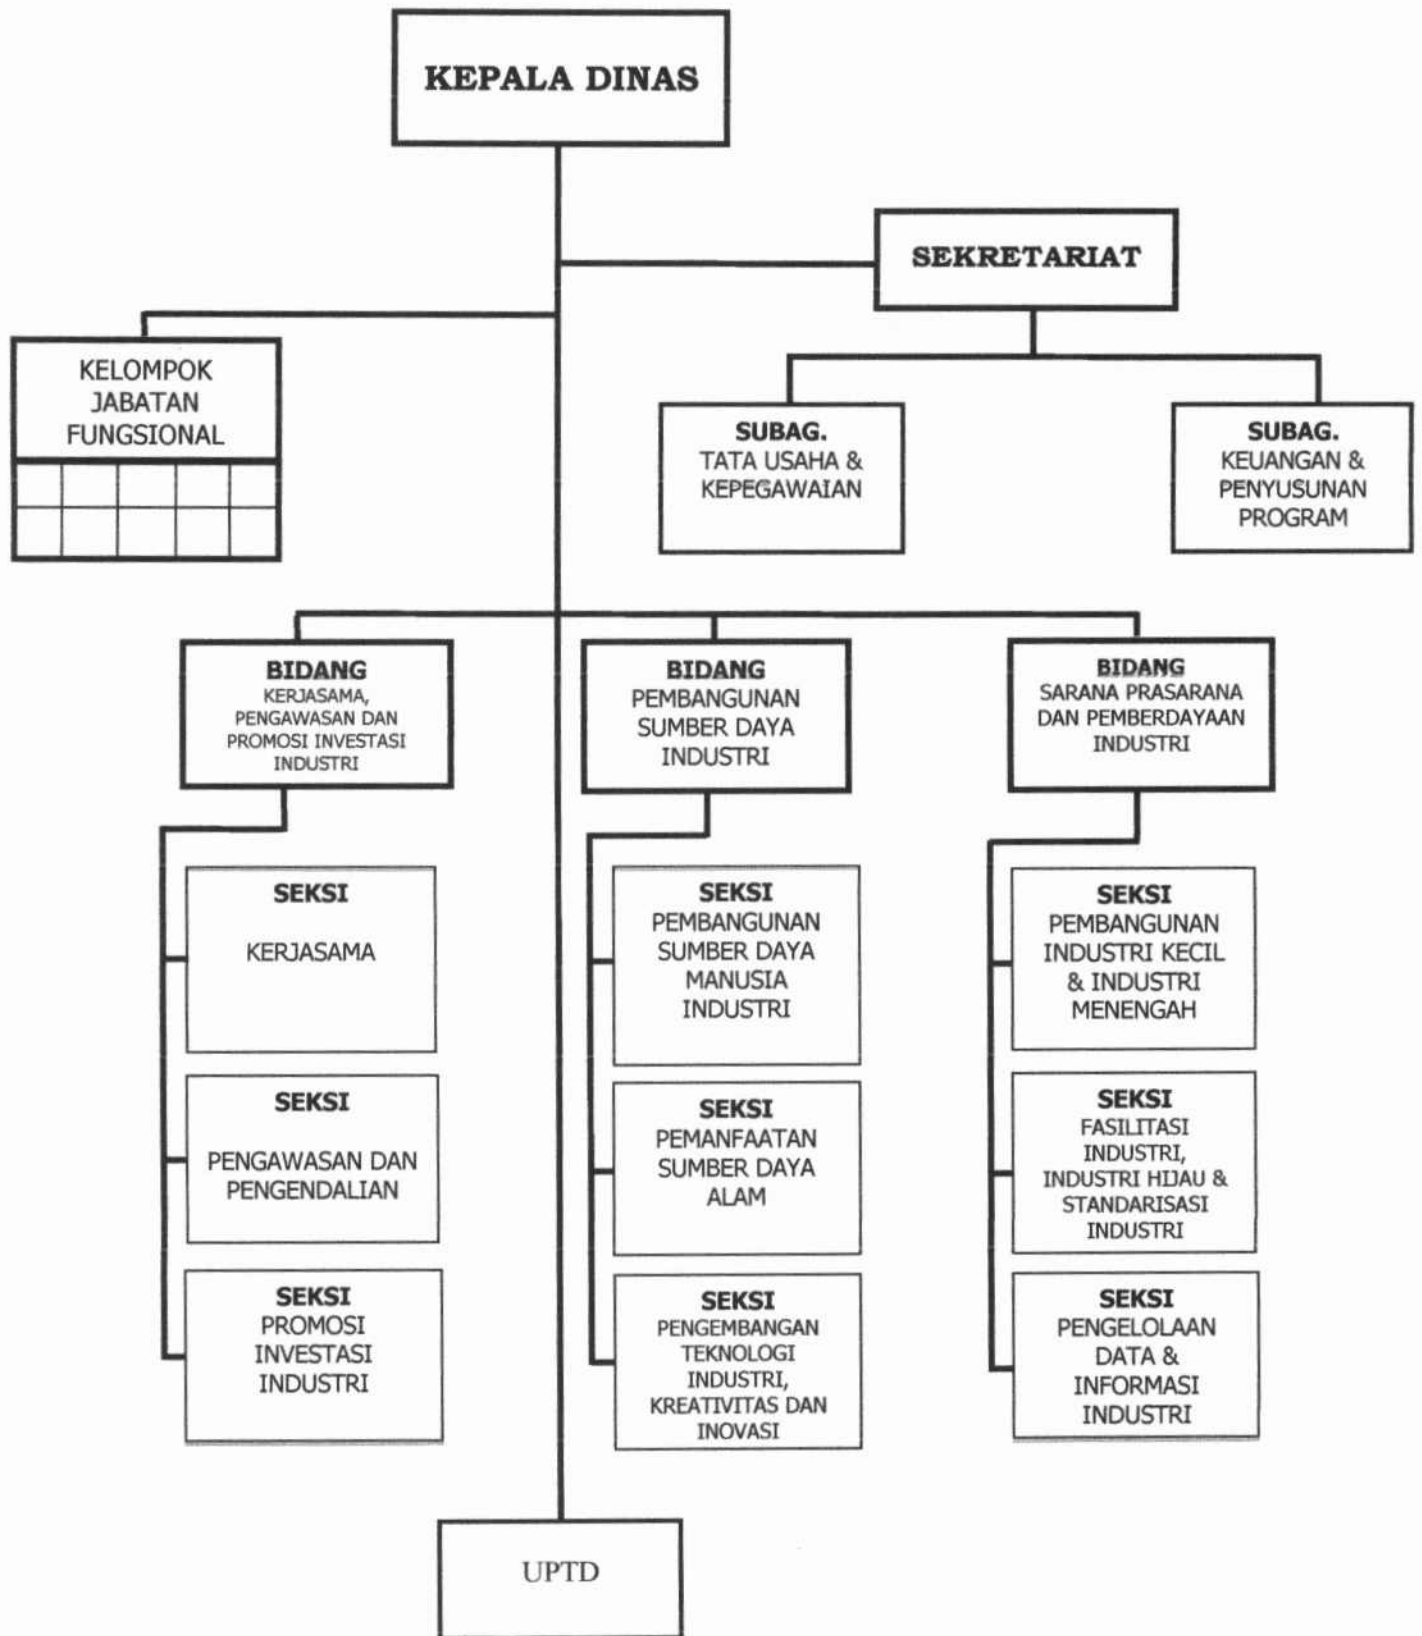 KEPALA DINAS
SEKRETARIAT
KELOMPOK
JABATAN
FUNGSIONAL
SUBAG.
TATA USAHA &
KEPEGAWAIAN
SUBAG.
KEUANGAN &
PENYUSUNAN
PROGRAM
BIDANG
KERJASAMA,
PENGAWASAN DAN
PROMOSI INVESTASI
INDUSTRI
BIDANG
PEMBANGUNAN
SUMBER DAYA
INDUSTRI
BIDANG
SARANA PRASARANA
DAN PEMBERDAYAAN
INDUSTRI
SEKSI
KERJASAMA
SEKSI
PENGAWASAN DAN
PENGENDALIAN
SEKSI
PROMOSI
INVESTASI
INDUSTRI
SEKSI
PEMBANGUNAN
SUMBER DAYA
MANUSIA
INDUSTRI
SEKSI
PEMANFAATAN
SUMBER DAYA
ALAM
SEKSI
PENGEMBANGAN
TEKNOLOGI
INDUSTRI,
KREATIVITAS DAN
INOVASI
SEKSI
PEMBANGUNAN
INDUSTRI KECIL
& INDUSTRI
MENENGAH
SEKSI
FASILITASI
INDUSTRI,
INDUSTRI HIJAU &
STANDARISASI
INDUSTRI
SEKSI
PENGELOLAAN
DATA &
INFORMASI
INDUSTRI
UPTD